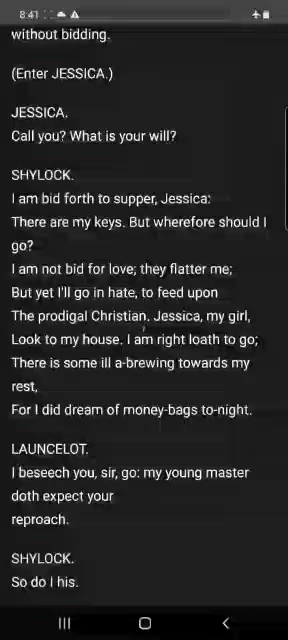 8:41
without bidding.
(Enter JESSICA.)
JESSICA.
Call you? What is your will?
SHYLOCK.
I am bid forth to supper, Jessica:
There are my keys. But wherefore should I
go?
I am not bid for love; they flatter me;
But yet I'll go in hate, to feed upon
The prodigal Christian. Jessica, my girl,
Look to my house. I am right loath to go;
There is some ill a-brewing towards my
rest,
For I did dream of money-bags to-night.
LAUNCELOT.
I beseech you, sir, go: my young master
doth expect your
reproach.
SHYLOCK.
So do I his.